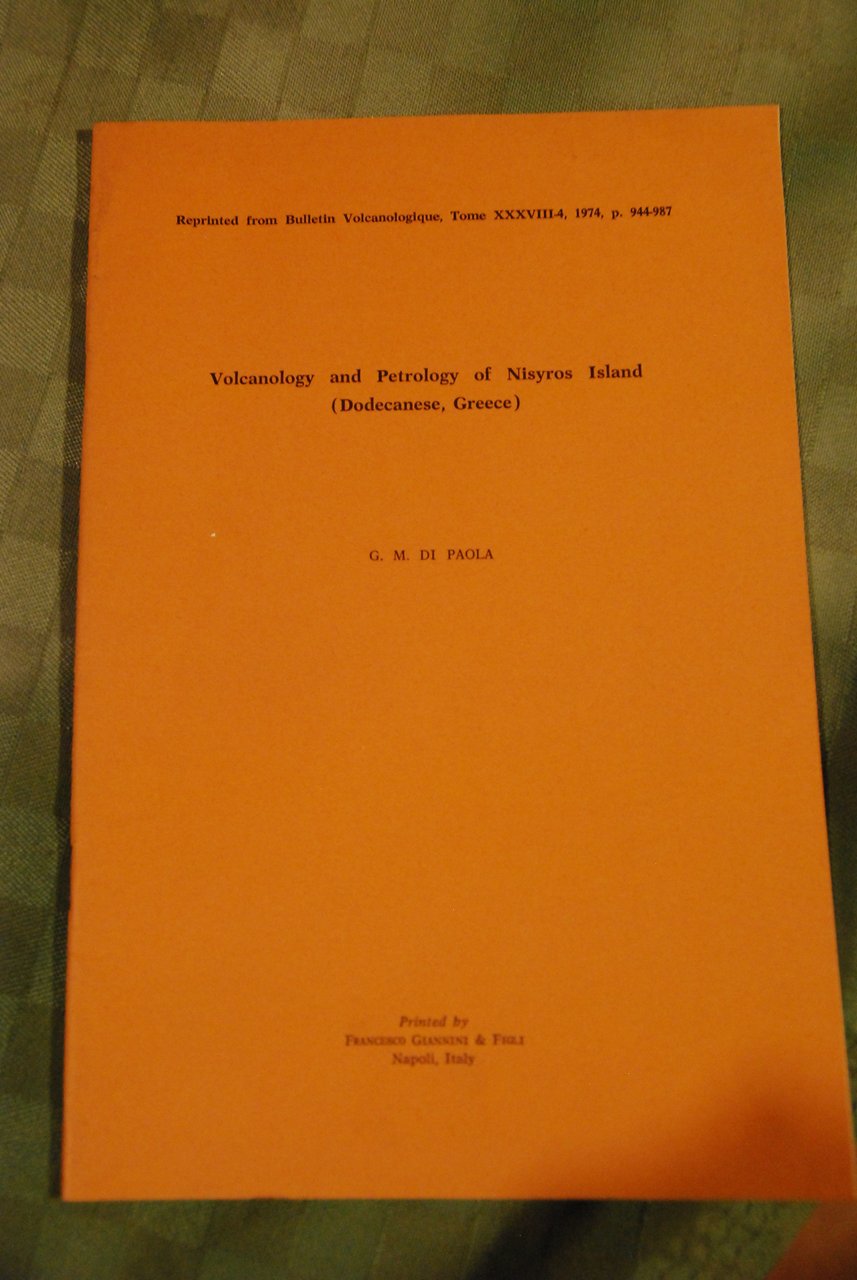 Reprinted from Bulletin Volcanologique, Tome XXXVIII-4, 1974, p. 944-987
Volcanology and Petrology of Nisyros Island
(Dodecanese, Greece)
G. M. DI PAOLA
Printed by
FRANCESCO GIANNINI & FIGLI
Napoli, Italy